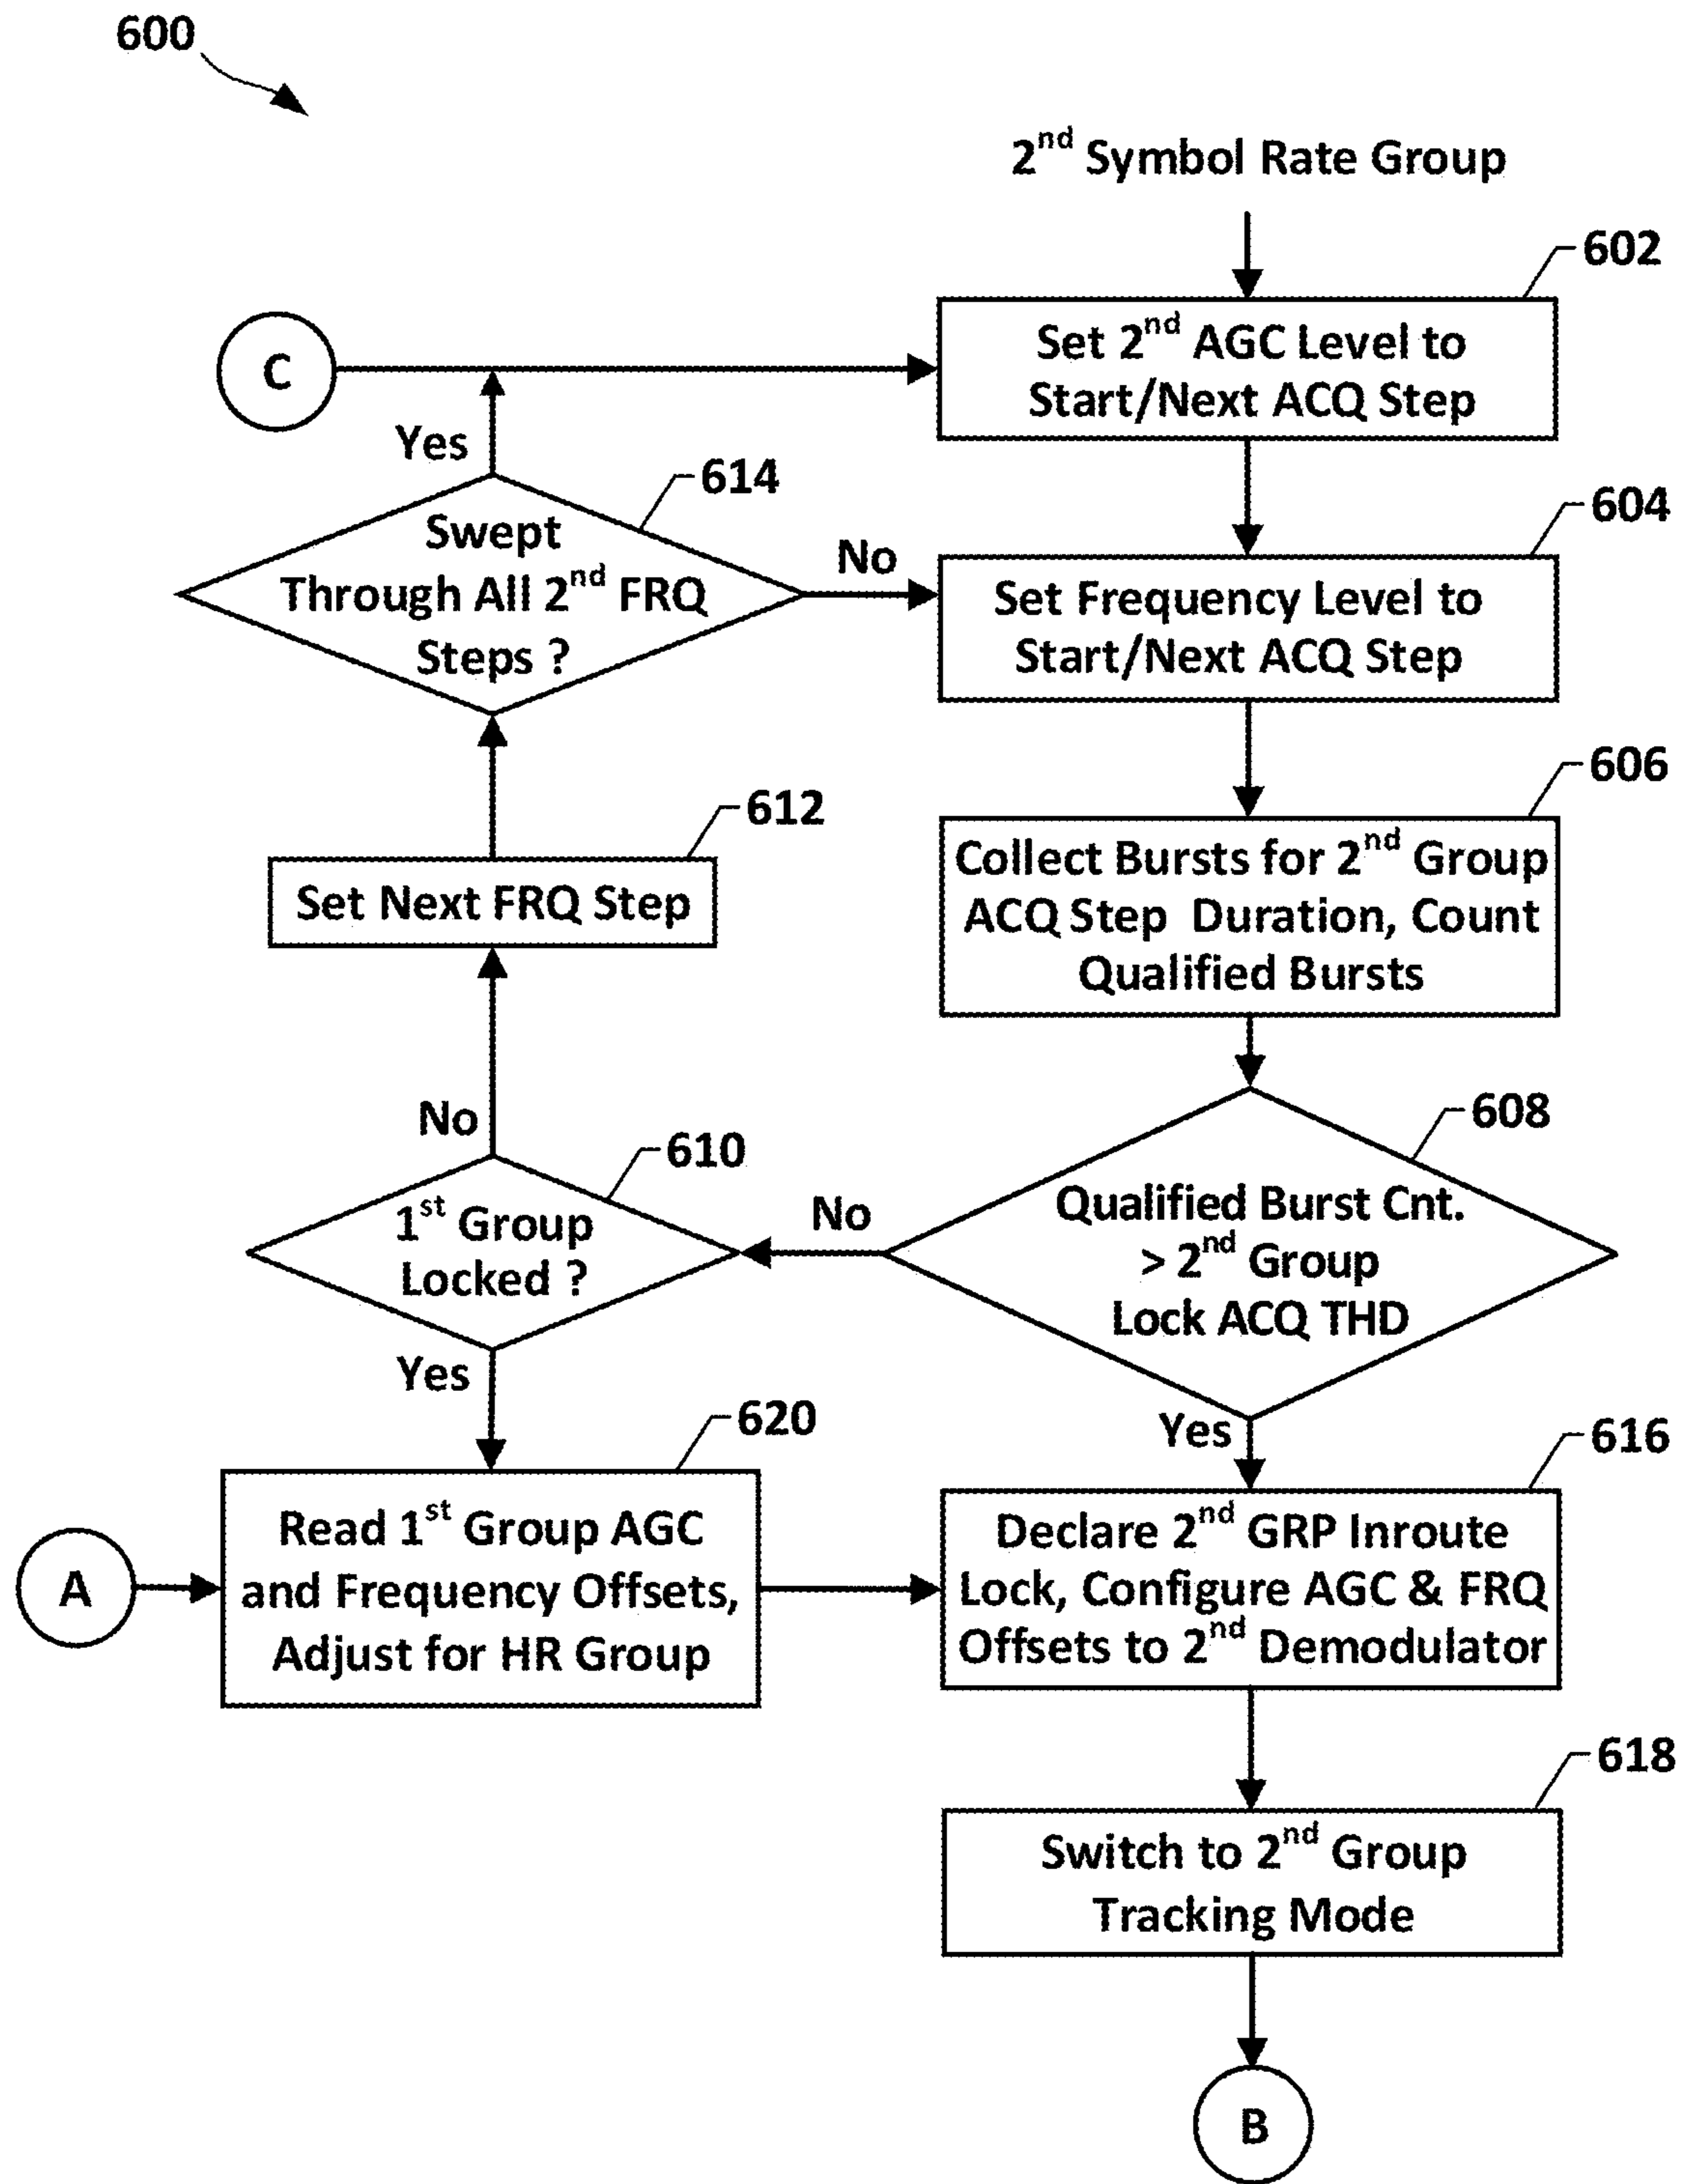 600
2nd Symbol Rate Group
602
Set 2nd AGC Level to
Start/Next ACQ Step
C
Yes
614
Swept
Through All 2nd FRQ
Steps ?
No
604
Set Frequency Level to
Start/Next ACQ Step
606
Collect Bursts for 2nd Group
ACQ Step Duration, Count
Qualified Bursts
612
Set Next FRQ Step
No
610
1st Group
Locked ?
No
608
Qualified Burst Cnt.
> 2nd Group
Lock ACQ THD
Yes
620
Read 1st Group AGC
and Frequency Offsets,
Adjust for HR Group
A
Yes
616
Declare 2nd GRP Inroute
Lock, Configure AGC & FRQ
Offsets to 2nd Demodulator
618
Switch to 2nd Group
Tracking Mode
B